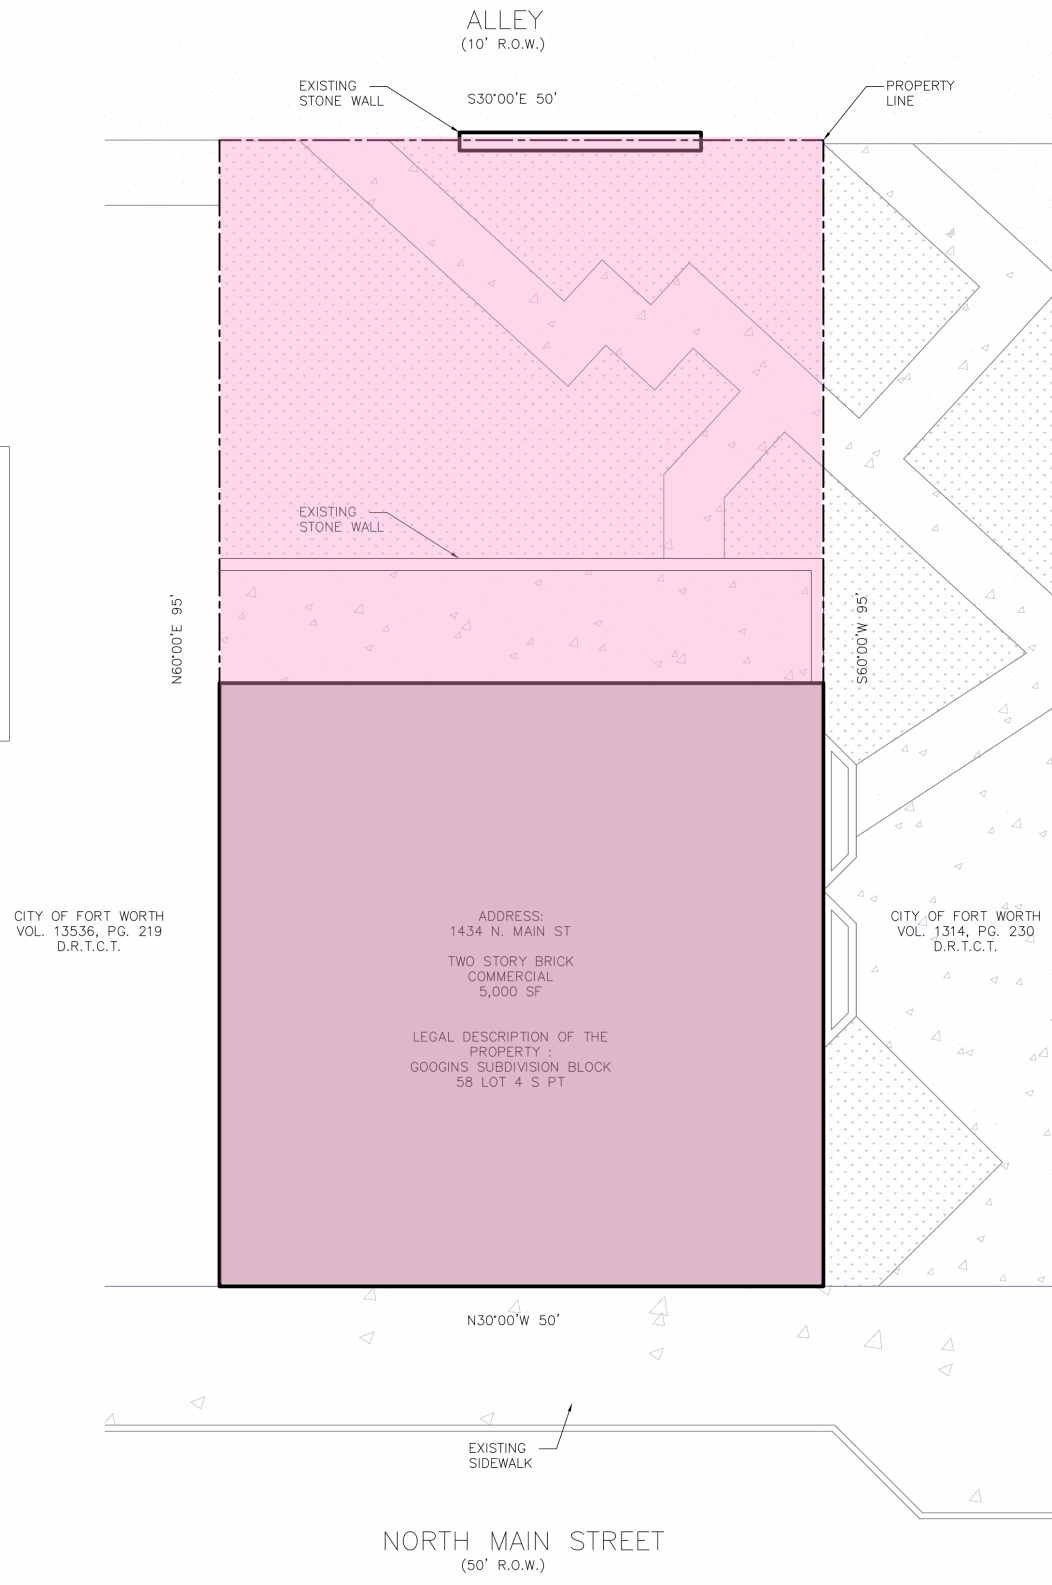 ALLEY
(10' R.O.W.)
EXISTING
STONE WALL
S30°00'E 50'
PROPERTY
LINE
EXISTING
STONE WALL
N60°00'E 95'
S60°00'W 95'
CITY OF FORT WORTH
VOL. 13536, PG. 219
D.R.T.C.T.
ADDRESS:
1434 N. MAIN ST
TWO STORY BRICK
COMMERCIAL
5,000 SF
LEGAL DESCRIPTION OF THE
PROPERTY :
GOOGINS SUBDIVISION BLOCK
58 LOT 4 S PT
CITY OF FORT WORTH
VOL. 1314, PG. 230
D.R.T.C.T.
N30°00'W 50'
EXISTING
SIDEWALK
NORTH MAIN STREET
(50' R.O.W.)